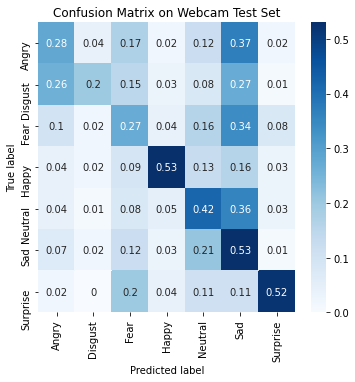 Confusion Matrix on Webcam Test Set
Angry 0.28 0.04 0.17 0.02 0.12 0.37 0.02
Disgust 0.26 0.2 0.15 0.03 0.08 0.27 0.01
Fear 0.1 0.02 0.27 0.04 0.16 0.34 0.08
Happy 0.04 0.02 0.09 0.53 0.13 0.16 0.03
Neutral 0.04 0.01 0.08 0.05 0.42 0.36 0.03
Sad 0.07 0.02 0.12 0.03 0.21 0.53 0.01
Surprise 0.02 0 0.2 0.04 0.11 0.11 0.52
True label
Angry Disgust Fear Happy Neutral Sad Surprise
Predicted label
0.5
0.4
0.3
0.2
0.1
0.0